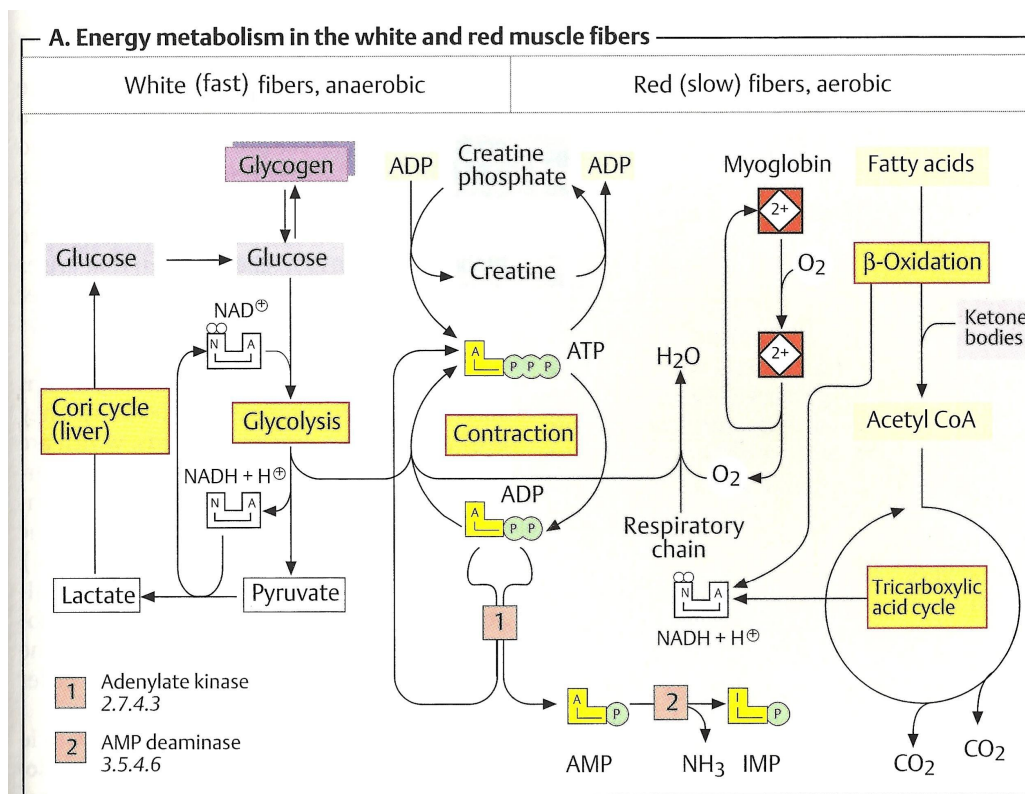 A. Energy metabolism in the white and red muscle fibers
White (fast) fibers, anaerobic
Red (slow) fibers, aerobic
Glycogen
Glucose
Glucose
NAD⊕
N A
Cori cycle
(liver)
Glycolysis
NADH + H⊕
N A
Lactate
Pyruvate
ADP
Creatine
phosphate
ADP
Creatine
A P P P
ATP
Contraction
ADP
A P P
1
Myoglobin
2+
O2
2+
H2O
O2
Respiratory
chain
N A
NADH + H⊕
Fatty acids
β-Oxidation
Ketone
bodies
Acetyl CoA
Tricarboxylic
acid cycle
CO2
CO2
A P
AMP
2
NH3
I P
IMP
1 Adenylate kinase
2.7.4.3
2 AMP deaminase
3.5.4.6